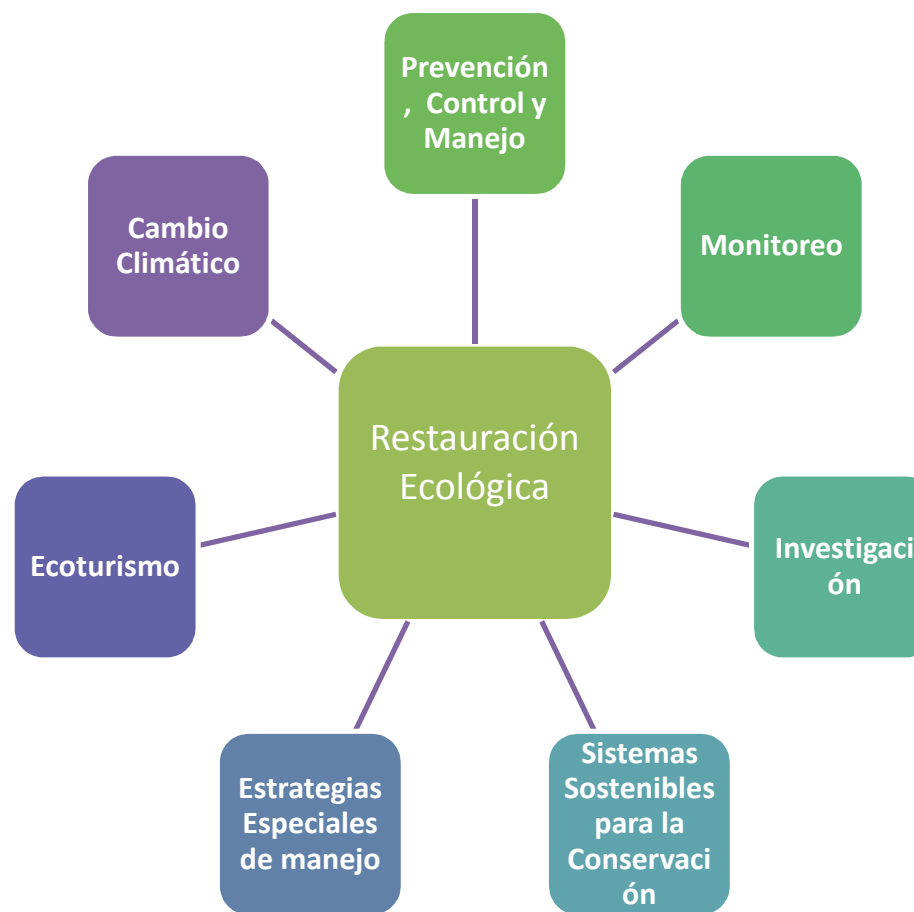 Prevención
, Control y
Manejo
Cambio
Climático
Monitoreo
Restauración
Ecológica
Ecoturismo
Investigaci
ón
Estrategias
Especiales
de manejo
Sistemas
Sostenibles
para la
Conservaci
ón